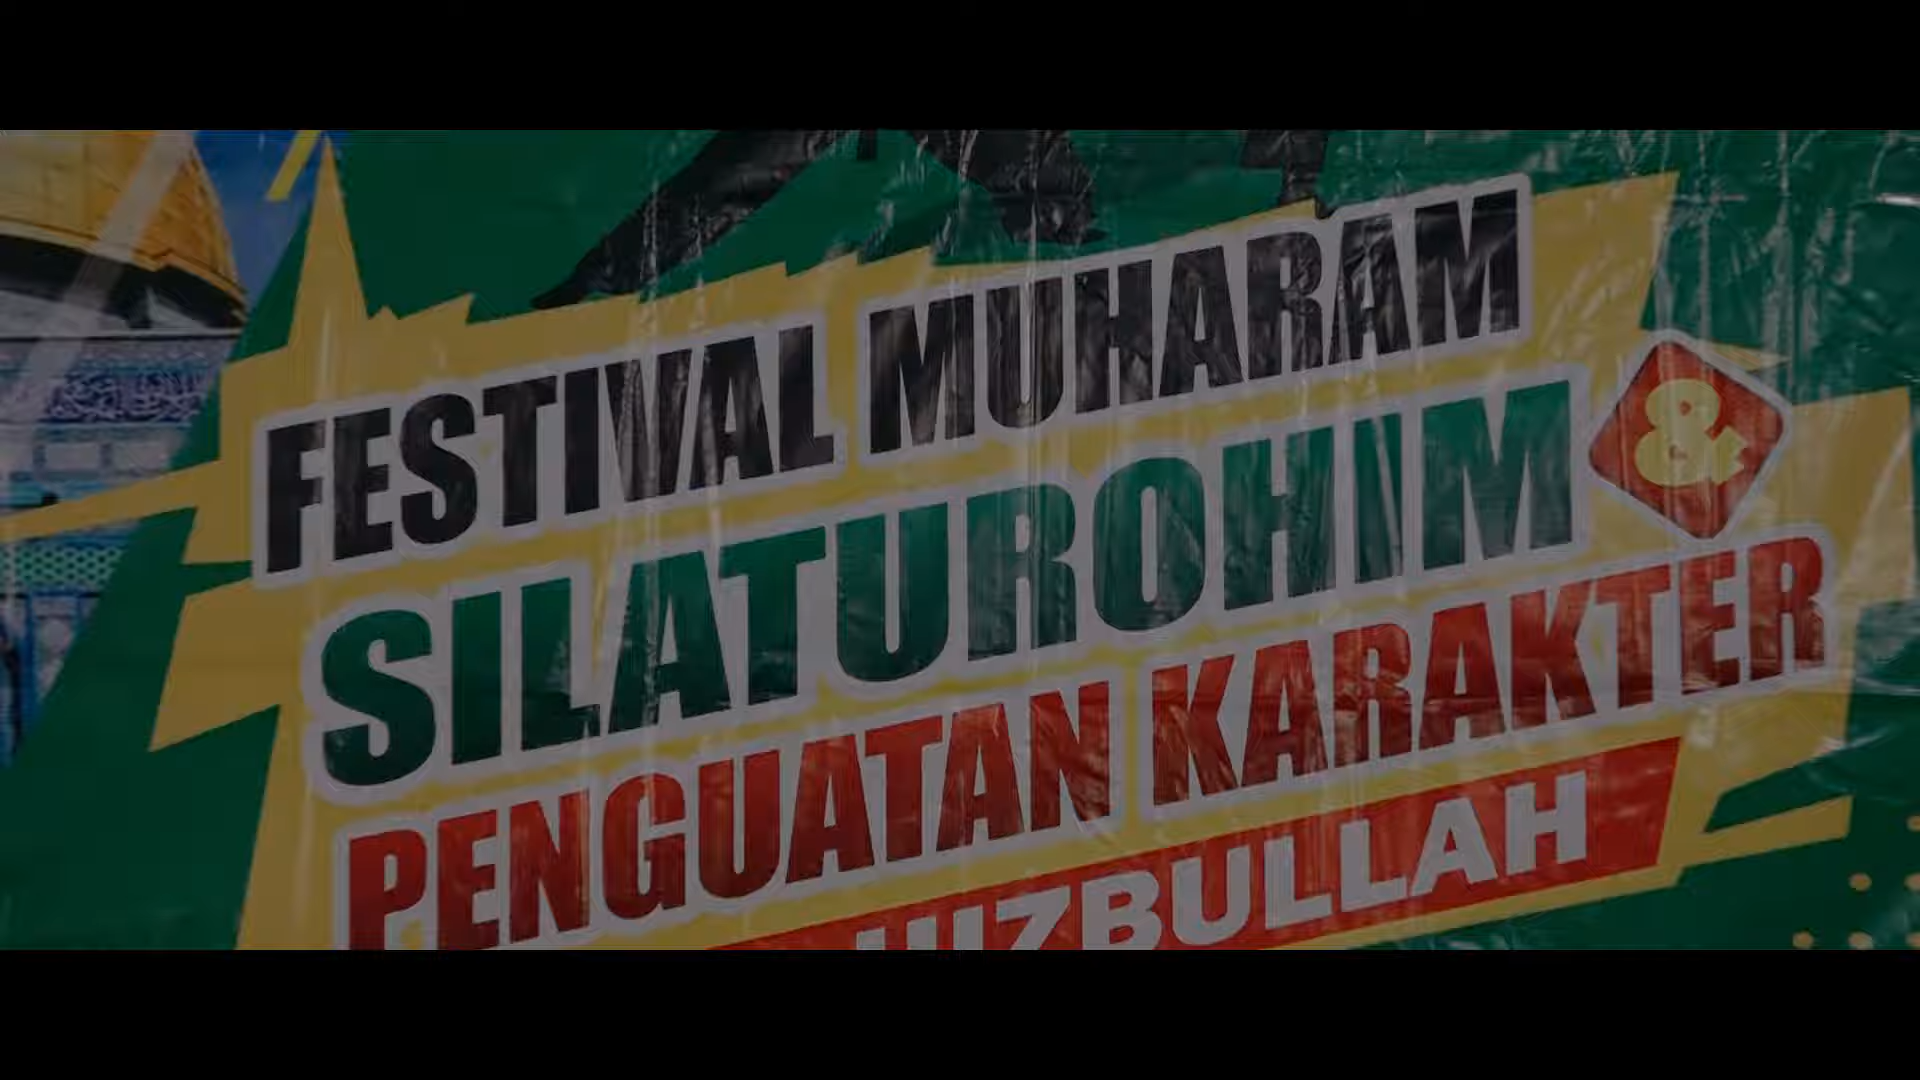 FESTIVAL MUHARAM
SILATUROHIM &
PENGUATAN KARAKTER
HIZBULLAH